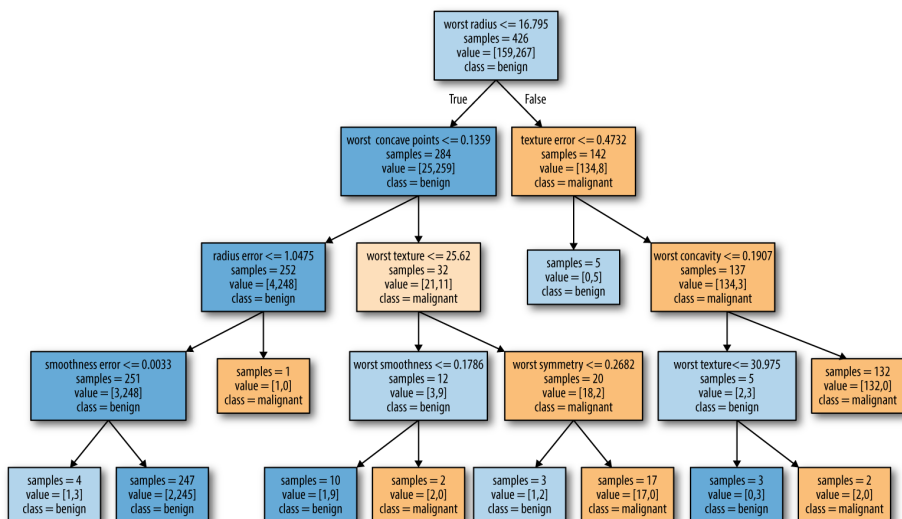 worst radius <= 16.795
samples = 426
value = [159,267]
class = benign
True
False
worst  concave points <= 0.1359
samples = 284
value = [25,259]
class = benign
texture error <= 0.4732
samples = 142
value = [134,8]
class = malignant
radius error <= 1.0475
samples = 252
value = [4,248]
class = benign
worst texture <= 25.62
samples = 32
value = [21,11]
class = malignant
samples = 5
value = [0,5]
class = benign
worst concavity <= 0.1907
samples = 137
value = [134,3]
class = malignant
smoothness error <= 0.0033
samples = 251
value = [3,248]
class = benign
samples = 1
value = [1,0]
class = malignant
worst smoothness <= 0.1786
samples = 12
value = [3,9]
class = benign
worst symmetry <= 0.2682
samples = 20
value = [18,2]
class = malignant
worst texture<= 30.975
samples = 5
value = [2,3]
class = benign
samples = 132
value = [132,0]
class = malignant
samples = 4
value = [1,3]
class = benign
samples = 247
value = [2,245]
class = benign
samples = 10
value = [1,9]
class = benign
samples = 2
value = [2,0]
class = malignant
samples = 3
value = [1,2]
class = benign
samples = 17
value = [17,0]
class = malignant
samples = 3
value = [0,3]
class = benign
samples = 2
value = [2,0]
class = malignant